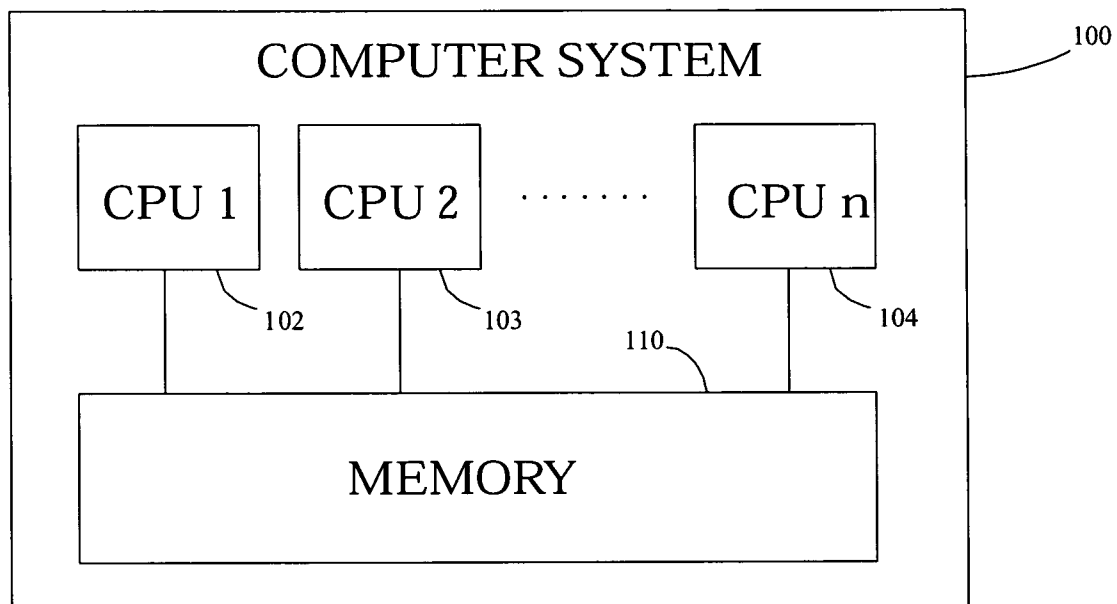 100
COMPUTER SYSTEM
CPU 1
CPU 2
.......
CPU n
102
103
104
110
MEMORY